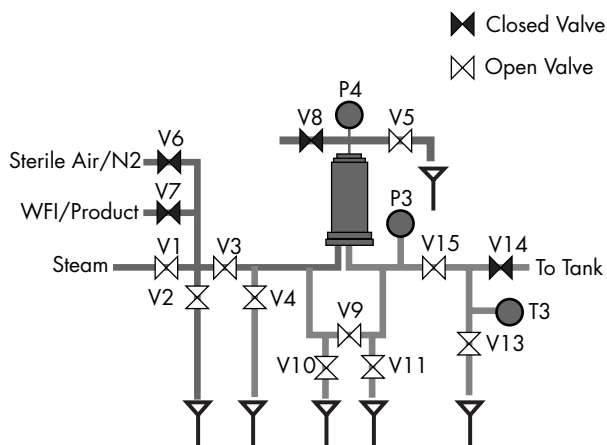 Closed Valve
Open Valve
P4
V8
V5
V6
Sterile Air/N2
V7
WFI/Product
P3
V1
V3
V15
V14
Steam
To Tank
V2
V4
V9
T3
V13
V10
V11